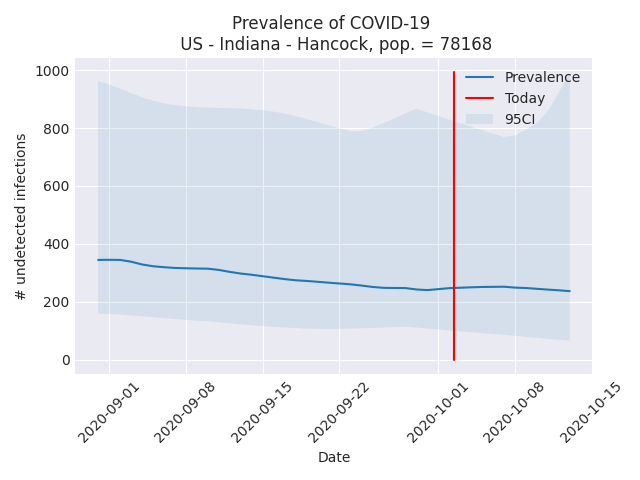 Prevalence of COVID-19
US - Indiana - Hancock, pop. = 78168
1000
800
600
400
200
0
# undetected infections
Prevalence
Today
95CI
2020-09-01
2020-09-08
2020-09-15
2020-09-22
2020-10-01
2020-10-08
2020-10-15
Date